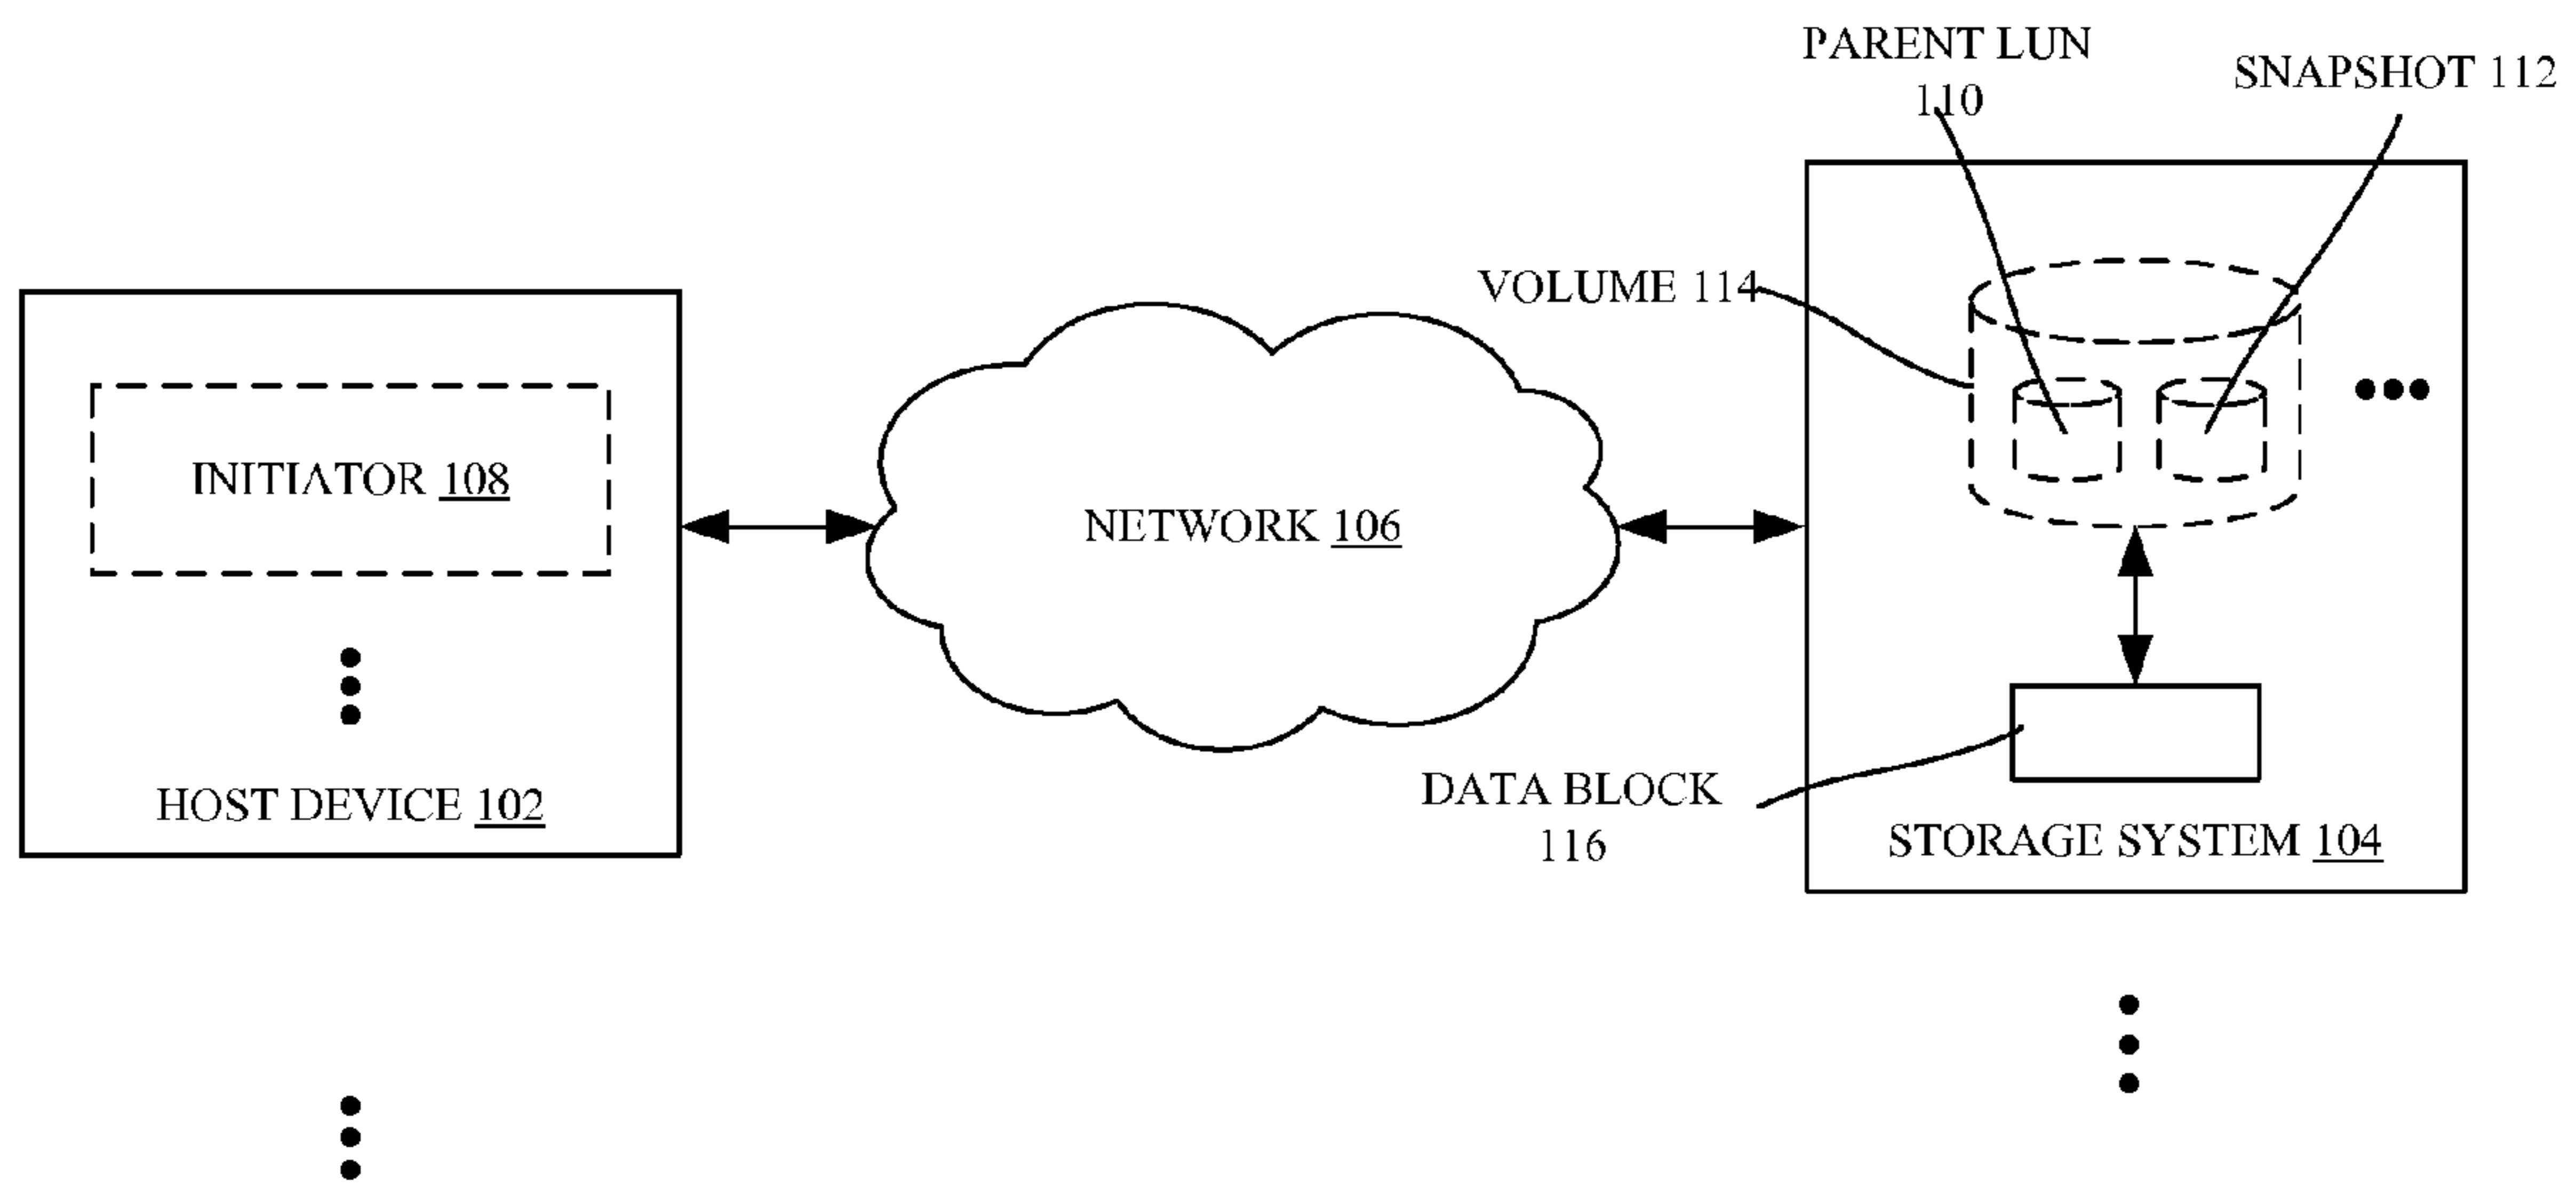 PARENT LUN
110
SNAPSHOT 112
VOLUME 114
INITIATOR 108
NETWORK 106
HOST DEVICE 102
DATA BLOCK
116
STORAGE SYSTEM 104